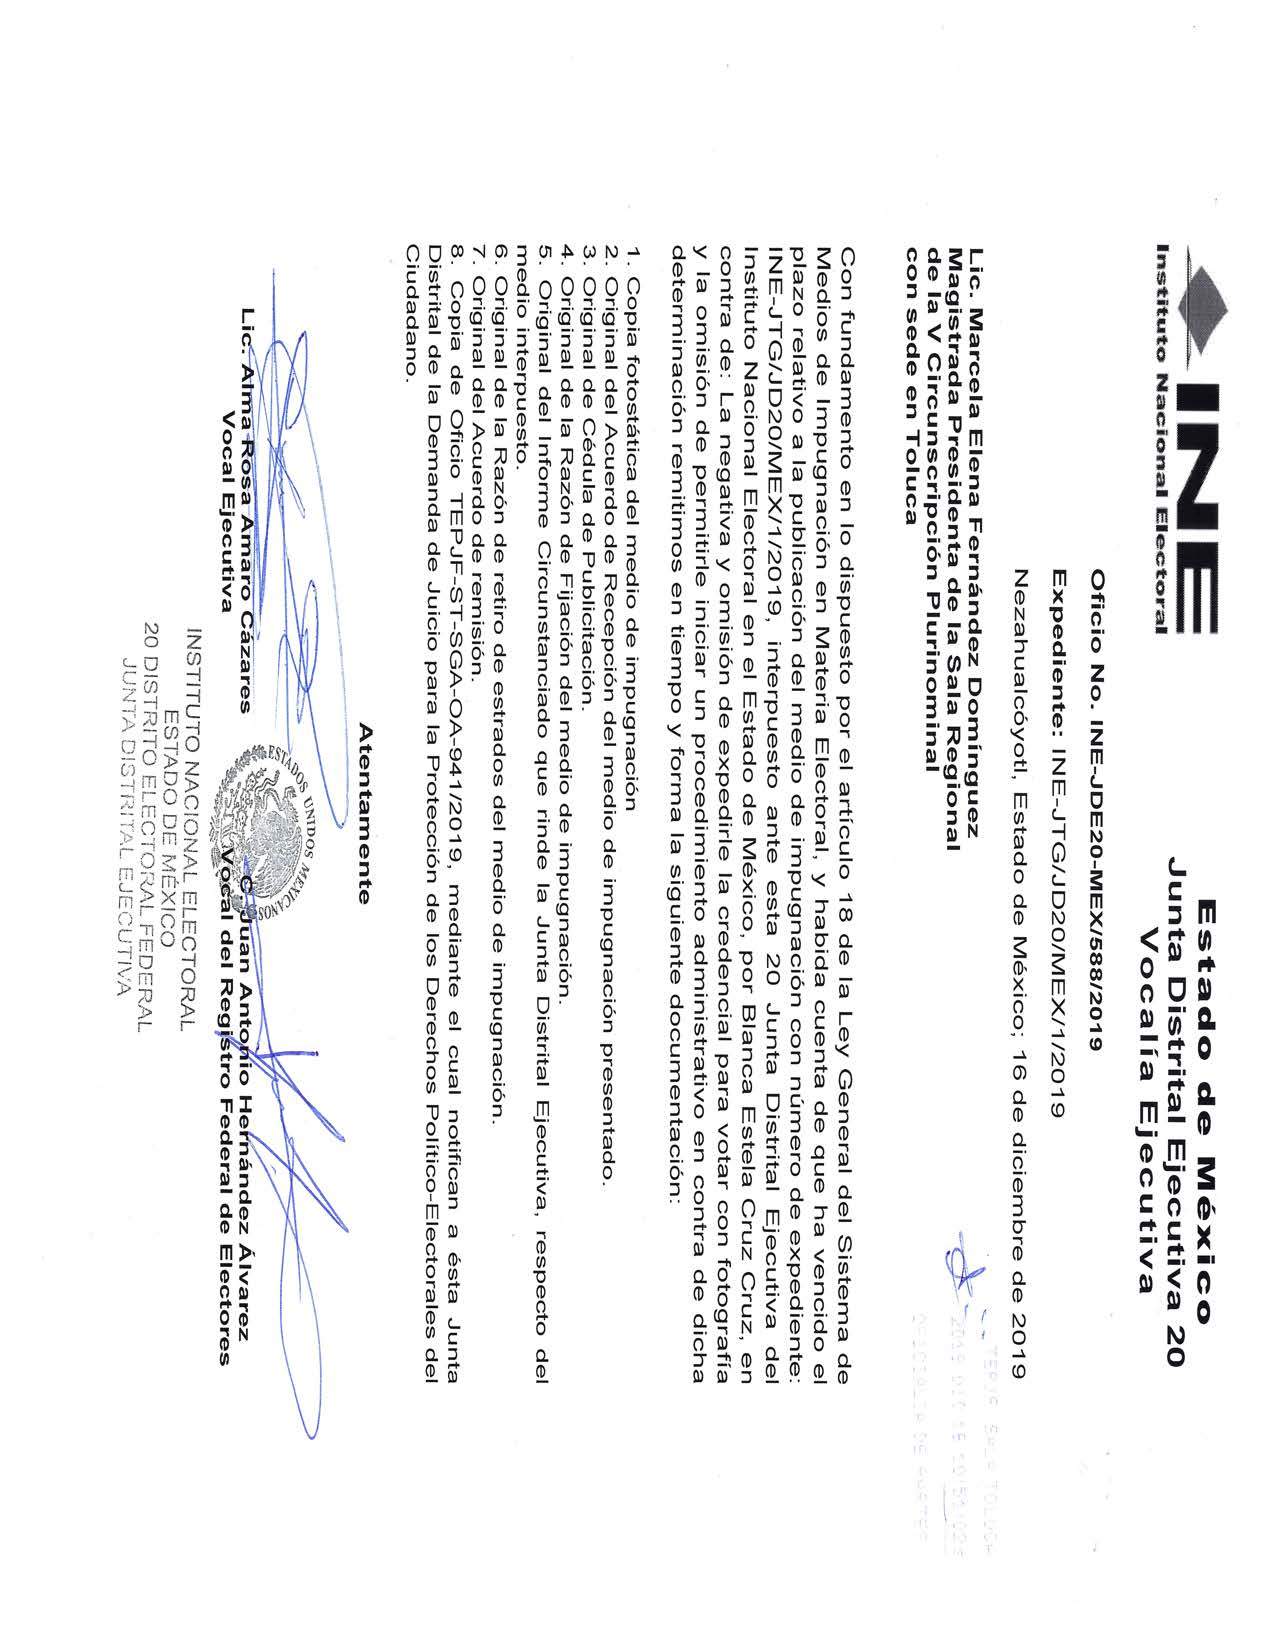 INE
Instituto Nacional Electoral
Estado de México
Junta Distrital Ejecutiva 20
Vocalía Ejecutiva
Oficio No. INE-JDE20-MEX/588/2019
Expediente: INE-JTG/JD20/MEX/1/2019
Nezahualcóyotl, Estado de México; 16 de diciembre de 2019
TEPJF SALA TOLUCA
OFICIALIA DE PARTES
Lic. Marcela Elena Fernández Domínguez
Magistrada Presidenta de la Sala Regional
de la V Circunscripción Plurinominal
con sede en Toluca
Con fundamento en lo dispuesto por el artículo 18 de la Ley General del Sistema de
Medios de Impugnación en Materia Electoral, y habida cuenta de que ha vencido el
plazo relativo a la publicación del medio de impugnación con número de expediente:
INE-JTG/JD20/MEX/1/2019, interpuesto ante esta 20 Junta Distrital Ejecutiva del
Instituto Nacional Electoral en el Estado de México, por Blanca Estela Cruz Cruz, en
contra de: La negativa y omisión de expedirle la credencial para votar con fotografía
y la omisión de permitirle iniciar un procedimiento administrativo en contra de dicha
determinación remitimos en tiempo y forma la siguiente documentación:
1. Copia fotostática del medio de impugnación
2. Original del Acuerdo de Recepción del medio de impugnación presentado.
3. Original de Cédula de Publicitación.
4. Original de la Razón de Fijación del medio de impugnación.
5. Original del Informe Circunstanciado que rinde la Junta Distrital Ejecutiva, respecto del
medio interpuesto.
6. Original de la Razón de retiro de estrados del medio de impugnación.
7. Original del Acuerdo de remisión.
8. Copia de Oficio TEPJF-ST-SGA-OA-941/2019, mediante el cual notifican a ésta Junta
Distrital de la Demanda de Juicio para la Protección de los Derechos Político-Electorales del
Ciudadano.
Atentamente
ESTADOS UNIDOS MEXICANOS
Lic. Alma Rosa Amaro Cázares
Vocal Ejecutiva
C. Juan Antonio Hernández Álvarez
Vocal del Registro Federal de Electores
INSTITUTO NACIONAL ELECTORAL
ESTADO DE MÉXICO
20 DISTRITO ELECTORAL FEDERAL
JUNTA DISTRITAL EJECUTIVA